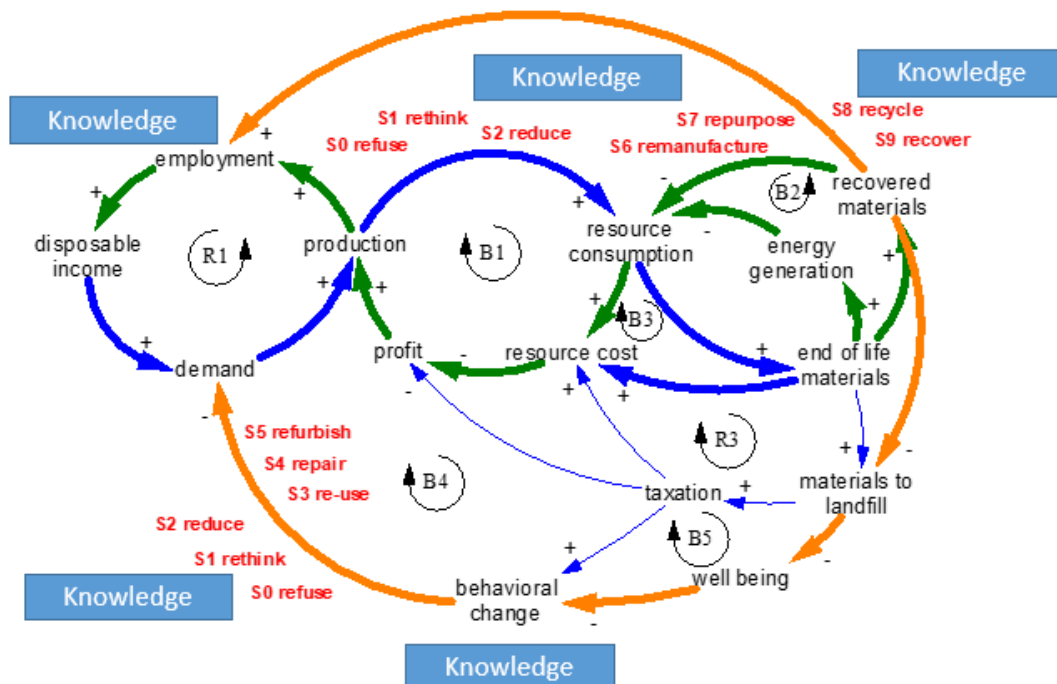 Knowledge
Knowledge
Knowledge
S1 rethink
S0 refuse
S2 reduce
S7 repurpose
S6 remanufacture
S8 recycle
S9 recover
+
employment
+
+
-
+
B2
recovered
materials
disposable
income
R1
production
B1
resource
consumption
-
energy
generation
+
+
+
+
+
B3
+
+
demand
profit
-
resource cost
+
end of life
materials
-
-
+
+
S5 refurbish
S4 repair
S3 re-use
B4
R3
+
-
taxation
+
materials to
landfill
S2 reduce
S1 rethink
S0 refuse
B5
+
well being
-
Knowledge
behavioral
change
-
Knowledge